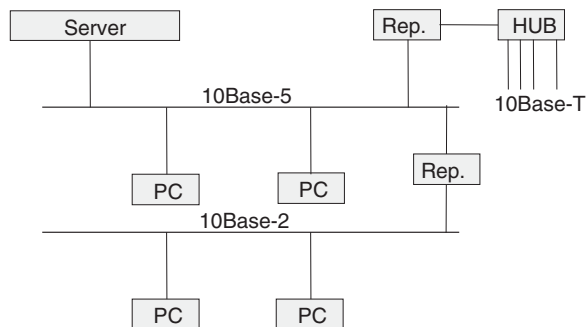 Server
Rep.
HUB
10Base-5
10Base-T
PC
PC
Rep.
10Base-2
PC
PC